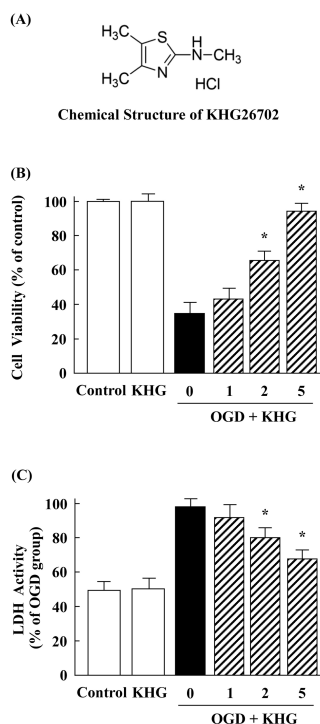 (A)
H₃C
S
H
N
CH₃
H₃C
N
HCl
Chemical Structure of KHG26702
(B)
Cell Viability (% of control)
100
80
60
40
20
0
*
*
Control KHG 0 1 2 5
OGD + KHG
(C)
LDH Activity
(% of OGD group)
100
80
60
40
20
0
*
*
Control KHG 0 1 2 5
OGD + KHG